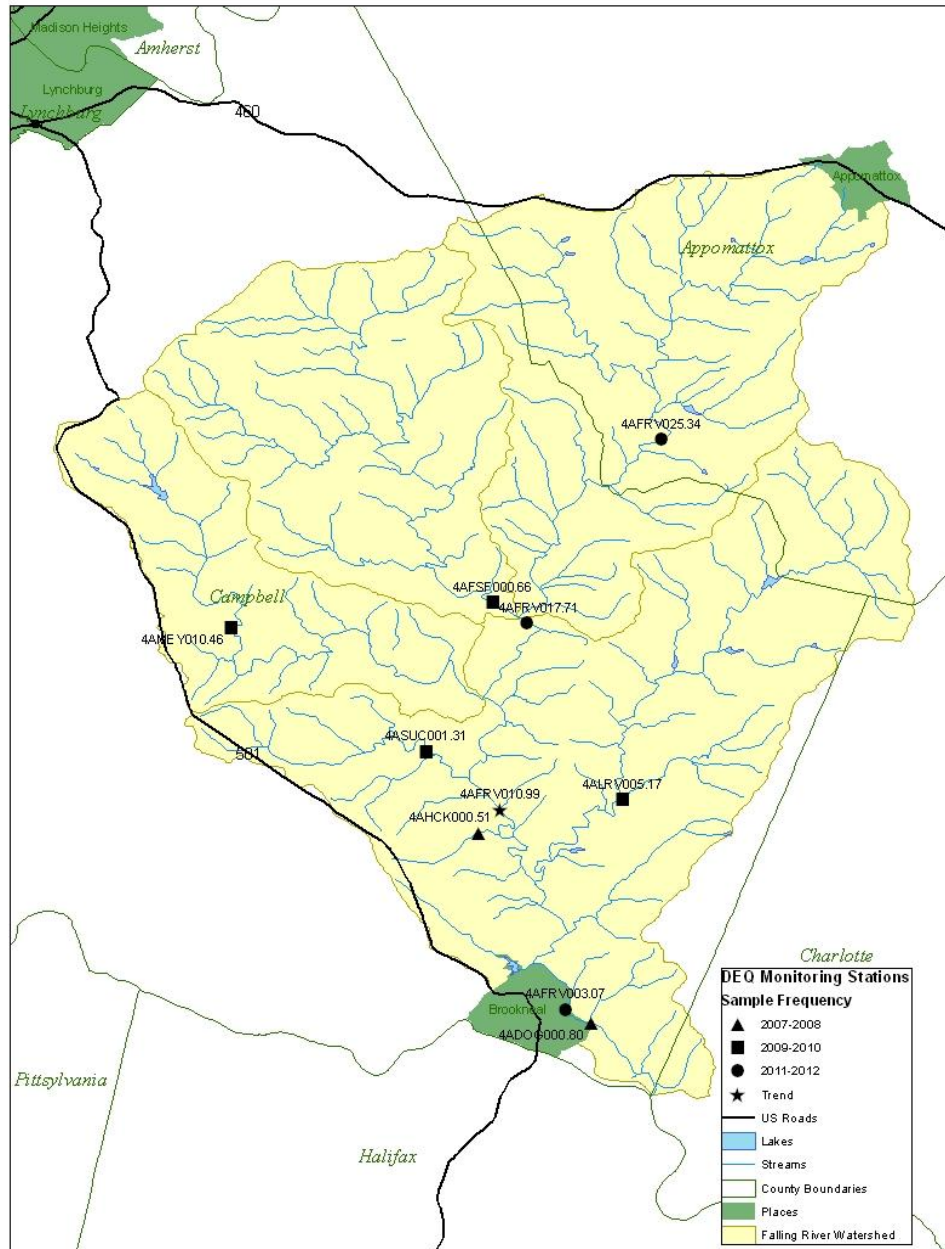 Madison Heights
Amherst
Lynchburg
Lynchburg
460
Appomattox
Appomattox
4AFRV025.34
4AFSF000.66
4AFRV017.71
Campbell
4AMEY010.46
4ASUC001.31
501
4AFRV010.99
4ALRV005.17
4AHCK000.51
Charlotte
4AFRV003.07
Brookneal
4ADOG000.80
Pittsylvania
Halifax
DEQ Monitoring Stations
Sample Frequency
2007-2008
2009-2010
2011-2012
Trend
US Roads
Lakes
Streams
County Boundaries
Places
Falling River Watershed